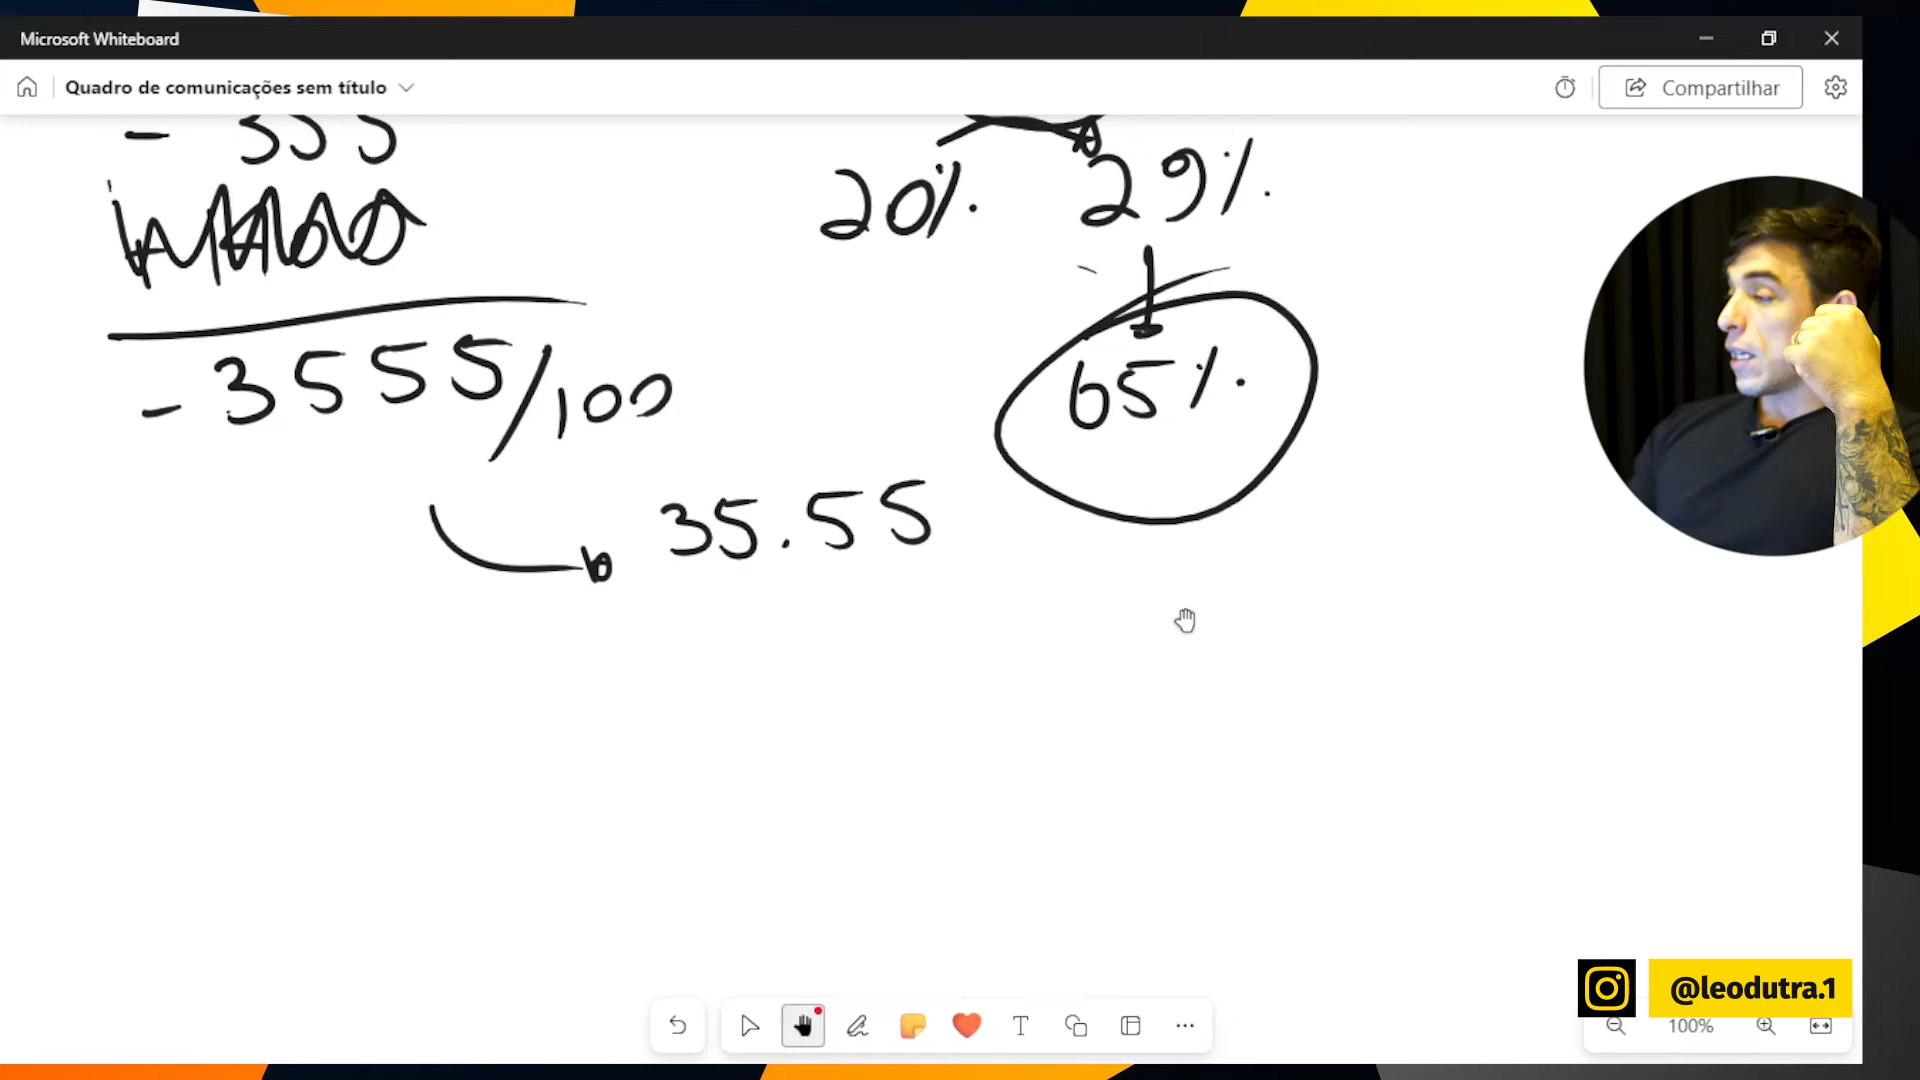 Microsoft Whiteboard
Quadro de comunicações sem título
Compartilhar
- 355
20% 29%
65%
- 3555/100
35.55
@leodutra.1
100%